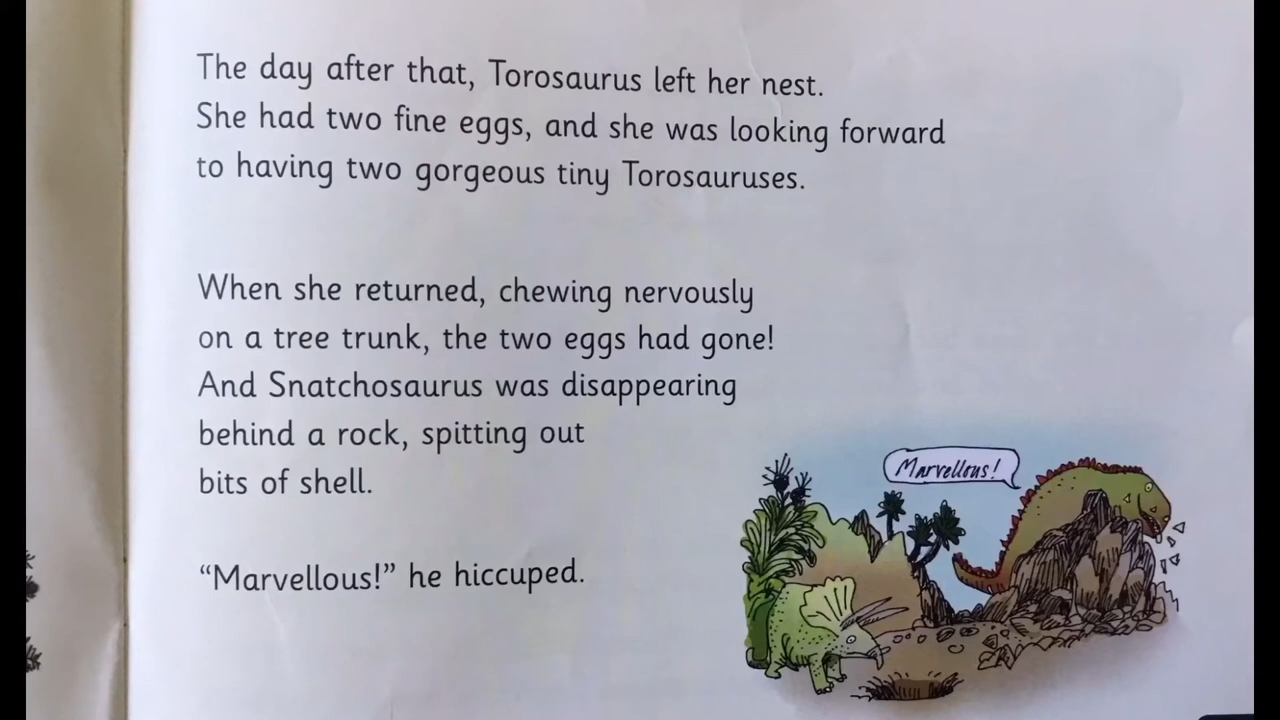 The day after that, Torosaurus left her nest.
She had two fine eggs, and she was looking forward
to having two gorgeous tiny Torosauruses.
When she returned, chewing nervously
on a tree trunk, the two eggs had gone!
And Snatchosaurus was disappearing
behind a rock, spitting out
bits of shell.
Marvellous!
“Marvellous!” he hiccuped.